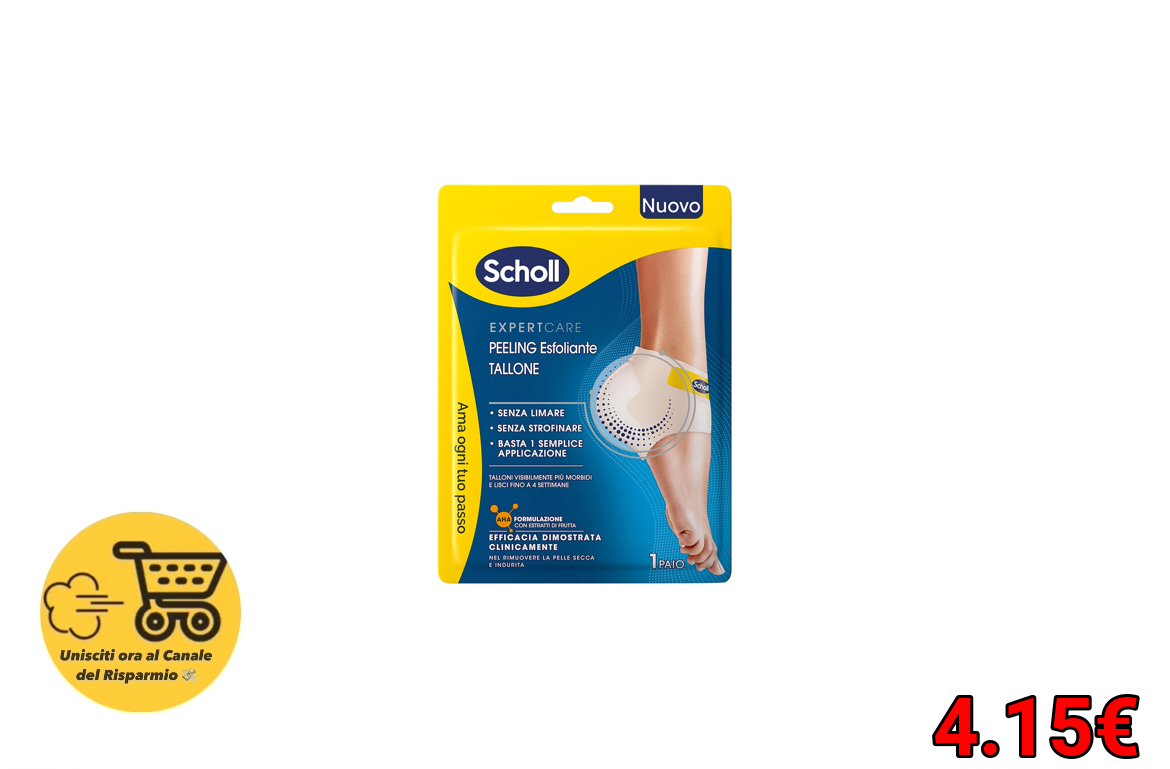 Nuovo
Scholl
EXPERTCARE
PEELING Esfoliante
TALLONE
• SENZA LIMARE
• SENZA STROFINARE
• BASTA 1 SEMPLICE
APPLICAZIONE
TALLONI VISIBILMENTE PIÙ MORBIDI
E LISCI FINO A 4 SETTIMANE
AHA FORMULAZIONE
CON ESTRATTI DI FRUTTA
EFFICACIA DIMOSTRATA
CLINICAMENTE
NEL RIMUOVERE LA PELLE SECCA
E INDURITA
1 PAIO
Ama ogni tuo passo
Scholl
Unisciti ora al Canale
del Risparmio 💸
4.15€